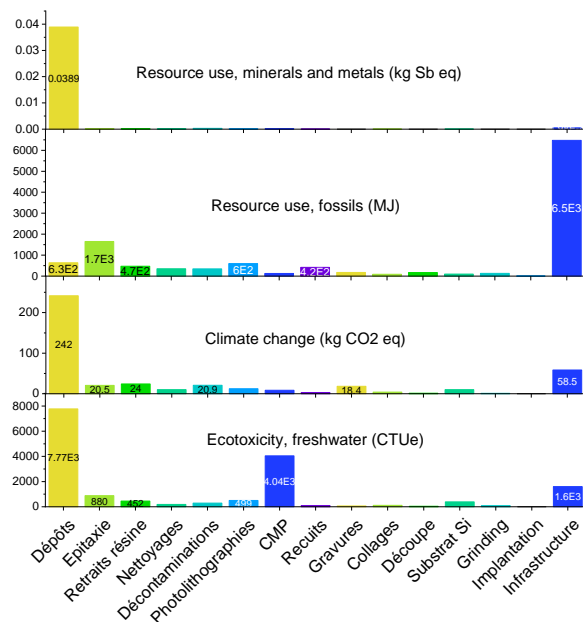 0.04
0.03
0.02
0.01
0.00
Resource use, minerals and metals (kg Sb eq)
0.0389
6000
5000
4000
3000
2000
1000
0
Resource use, fossils (MJ)
6.3E2
1.7E3
4.7E2
6E2
4.2E2
6.5E3
200
100
0
Climate change (kg CO2 eq)
242
20.5
24
20.9
18.4
58.5
8000
6000
4000
2000
0
Ecotoxicity, freshwater (CTUe)
7.77E3
880
452
499
4.04E3
1.6E3
Dépôts
Epitaxie
Retraits résine
Nettoyages
Décontaminations
Photolithographies
CMP
Recuits
Gravures
Collages
Découpe
Substrat Si
Grinding
Implantation
Infrastructure